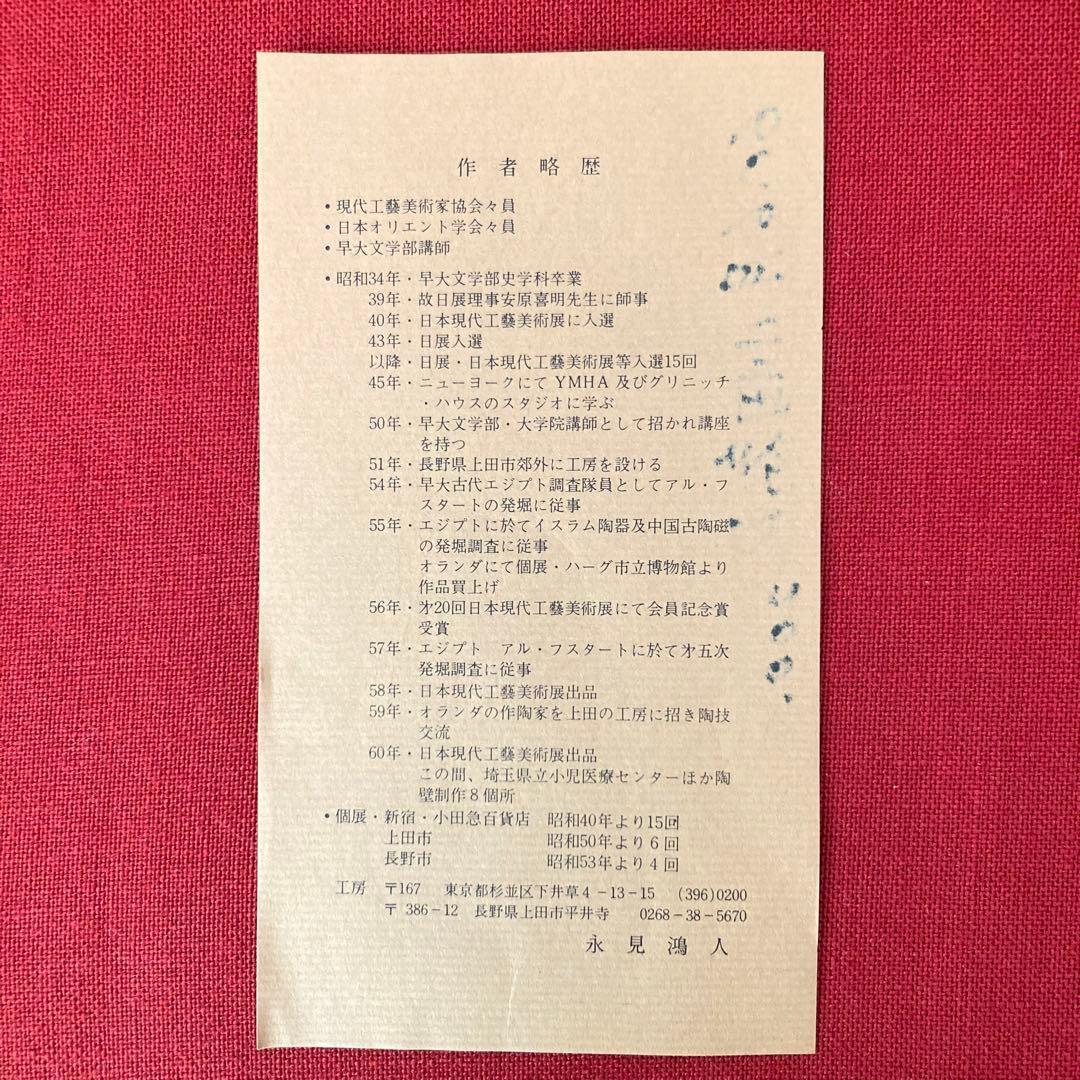 作者略歴
•現代工藝美術家協会々員
•日本オリエント学会々員
•早大文学部講師
•昭和34年・早大文学部史学科卒業
39年・故日展理事安原喜明先生に師事
40年・日本現代工藝美術展に入選
43年・日展入選
以降・日展・日本現代工藝美術展等入選15回
45年・ニューヨークにて YMHA 及びグリニッチ
・ハウスのスタジオに学ぶ
50年・早大文学部・大学院講師として招かれ講座
を持つ
51年・長野県上田市郊外に工房を設ける
54年・早大古代エジプト調査隊員としてアル・フ
スタートの発掘に従事
55年・エジプトに於てイスラム陶器及中国古陶磁
の発掘調査に従事
オランダにて個展・ハーグ市立博物館より
作品買上げ
56年・才20回日本現代工藝美術展にて会員記念賞
受賞
57年・エジプト アル・フスタートに於て才五次
発掘調査に従事
58年・日本現代工藝美術展出品
59年・オランダの作陶家を上田の工房に招き陶技
交流
60年・日本現代工藝美術展出品
この間、埼玉県立小児医療センターほか陶
壁制作8個所
•個展・新宿・小田急百貨店 昭和40年より15回
上田市 昭和50年より6回
長野市 昭和53年より4回
工房 〒167 東京都杉並区下井草4-13-15 (396)0200
〒386-12 長野県上田市平井寺 0268-38-5670
永見鴻人